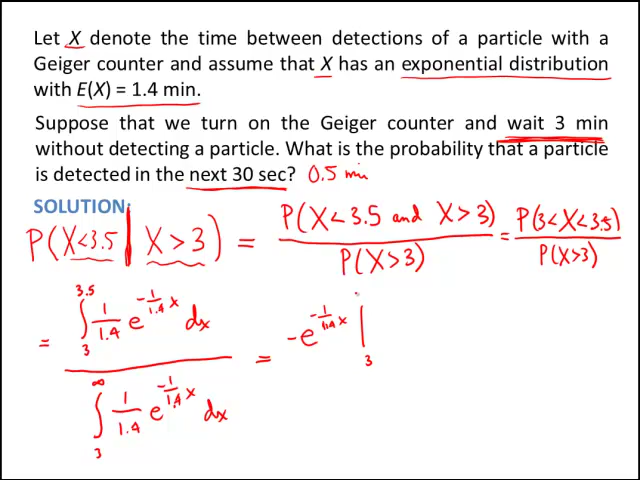 Let X denote the time between detections of a particle with a
Geiger counter and assume that X has an exponential distribution
with E(X) = 1.4 min.
Suppose that we turn on the Geiger counter and wait 3 min
without detecting a particle. What is the probability that a particle
is detected in the next 30 sec? 0.5 min
SOLUTION:
P(X<3.5 | X>3) = P(X<3.5 and X>3) / P(X>3) = P(3<X<3.5) / P(X>3)
= ∫₃^3.5 1/1.4 e^(-1/1.4 x) dx / ∫₃^∞ 1/1.4 e^(-1/1.4 x) dx = -e^(-1/1.4 x) |₃